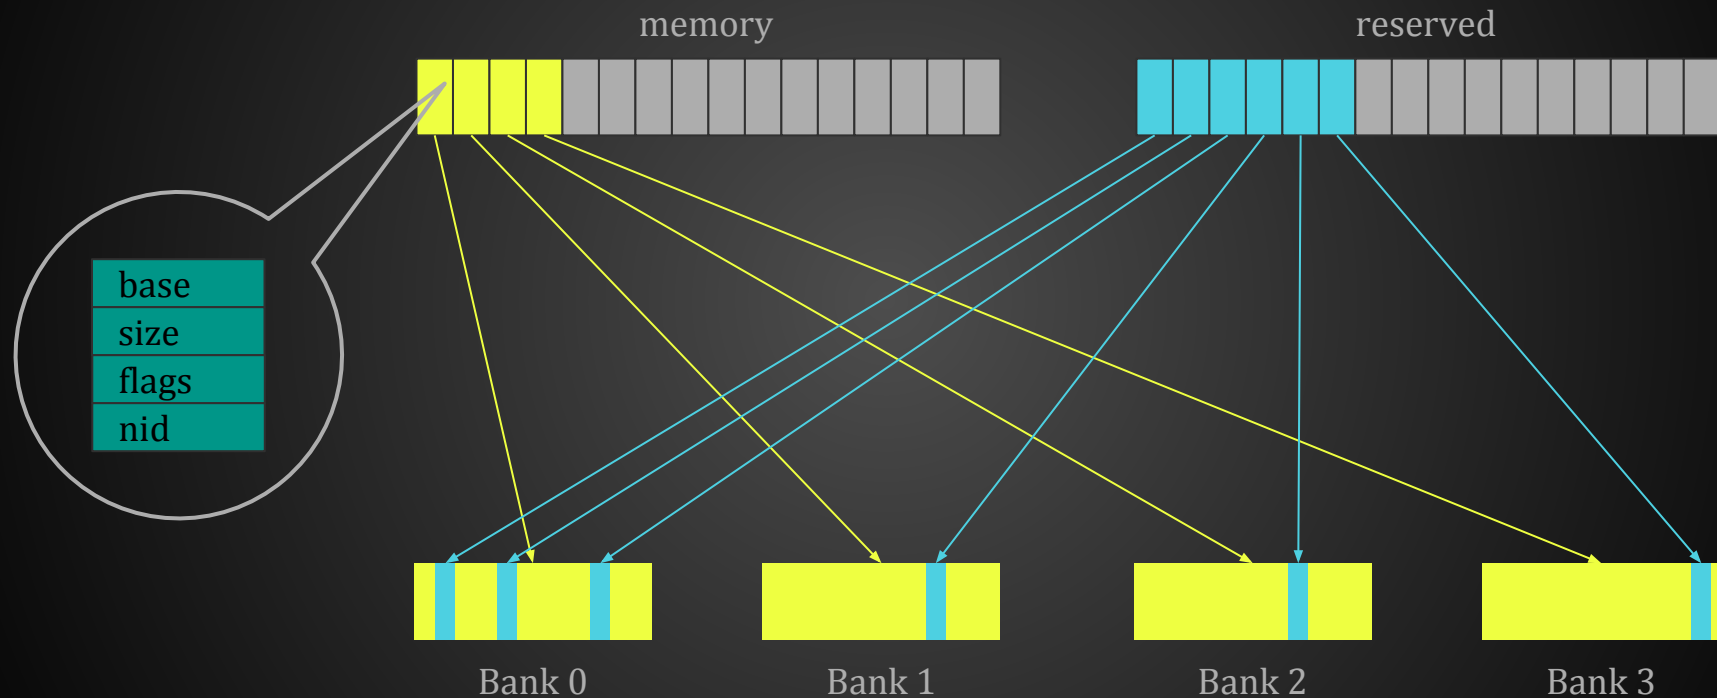 memory
reserved
base
size
flags
nid
Bank 0
Bank 1
Bank 2
Bank 3